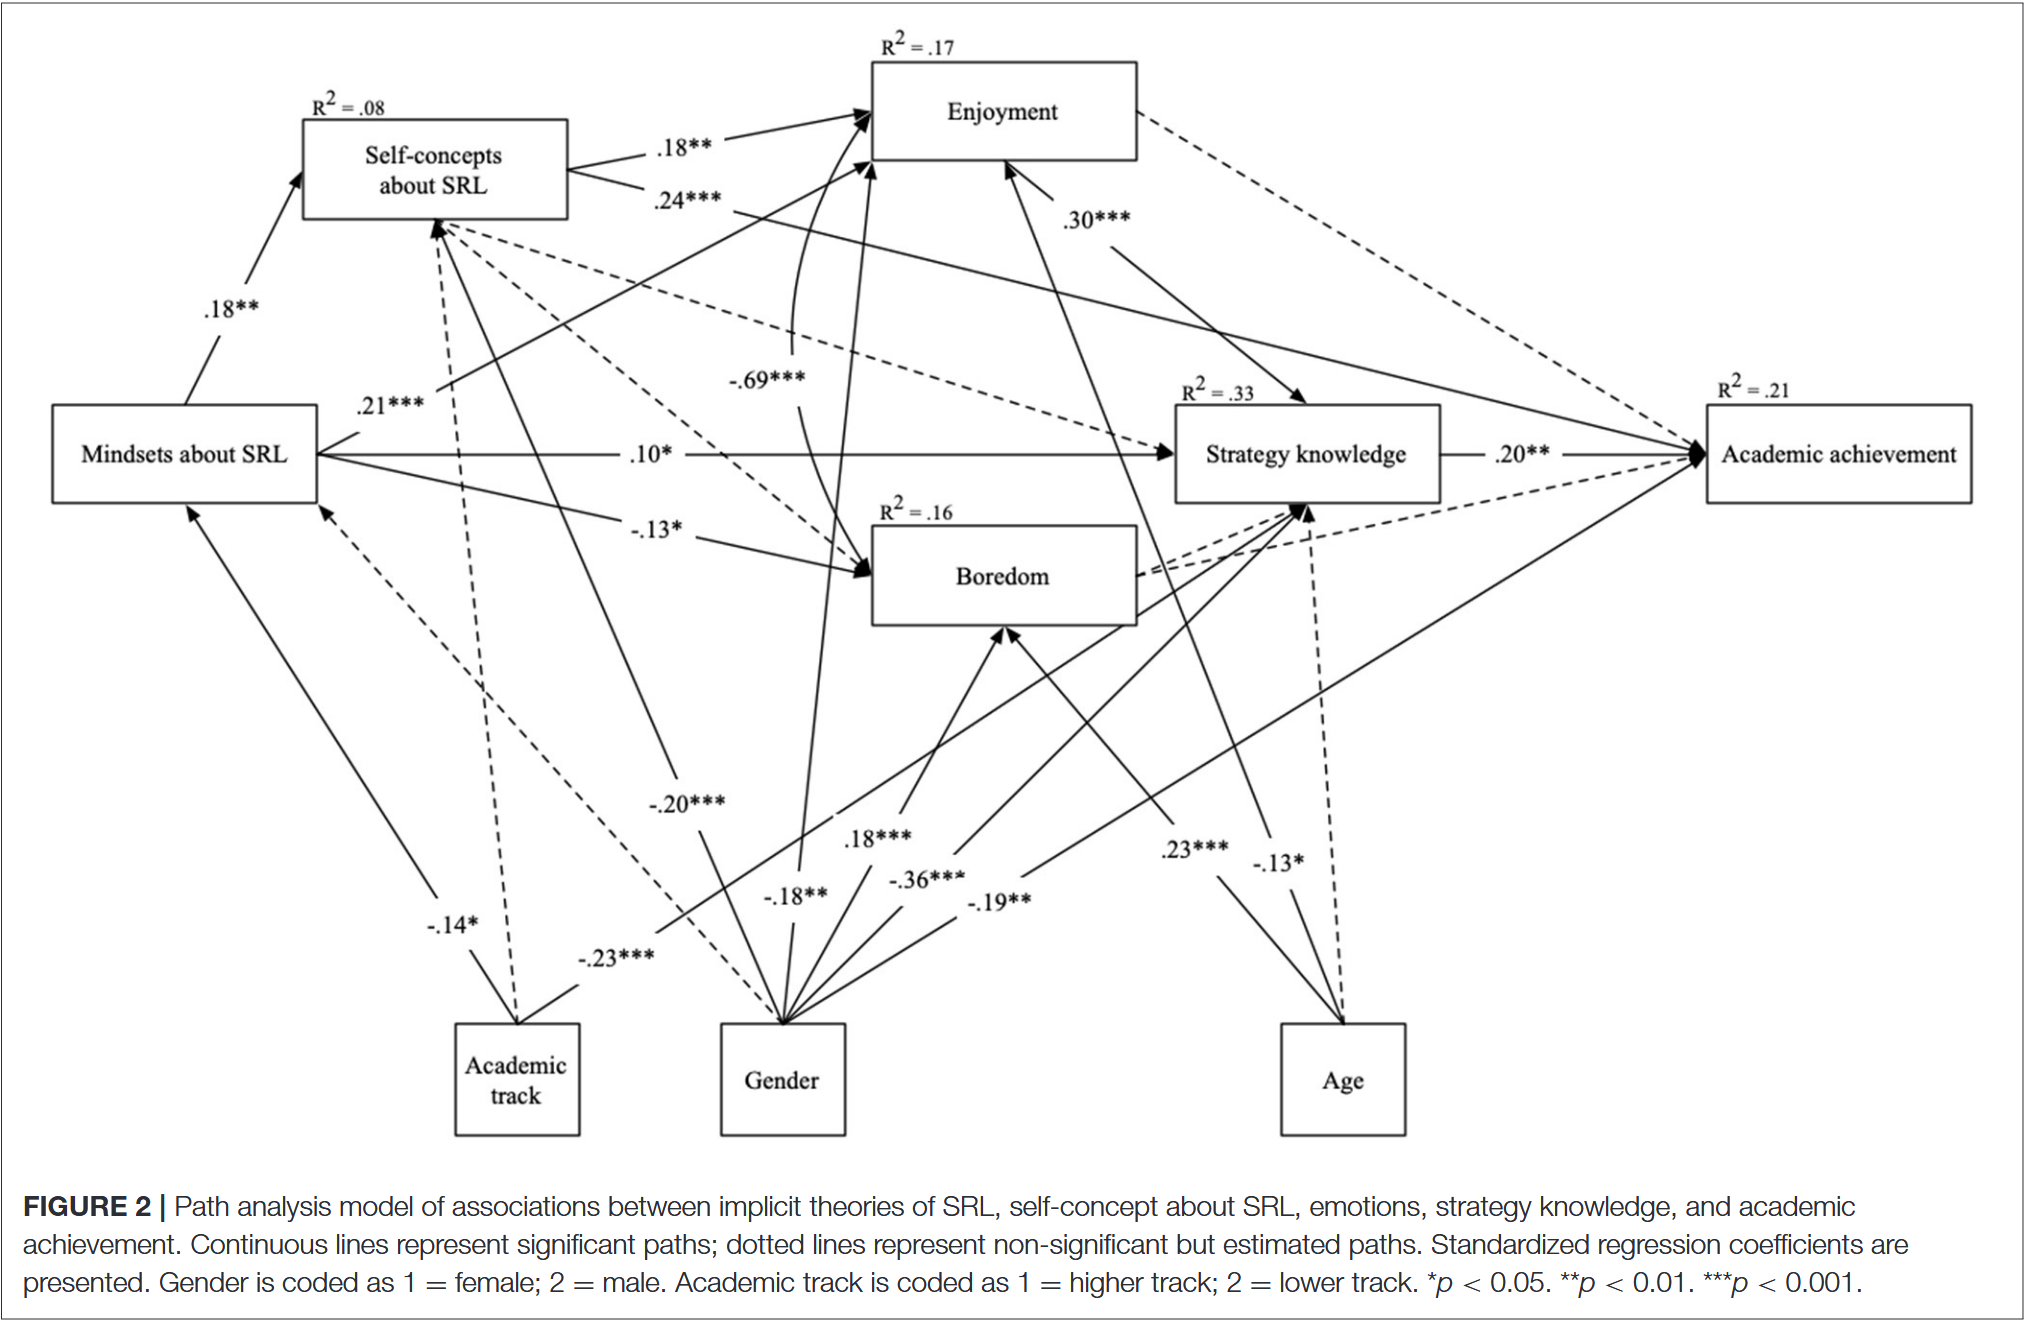 R2 = .17
Enjoyment
R2 = .08
Self-concepts
about SRL
.18**
.24***
.30***
.18**
-.69***
.21***
R2 = .33
R2 = .21
Mindsets about SRL
.10*
Strategy knowledge
.20**
Academic achievement
-.13*
R2 = .16
Boredom
-.20***
.18***
.23***
-.13*
-.36***
-.18**
-.19**
-.14*
-.23***
Academic
track
Gender
Age
FIGURE 2 | Path analysis model of associations between implicit theories of SRL, self-concept about SRL, emotions, strategy knowledge, and academic
achievement. Continuous lines represent significant paths; dotted lines represent non-significant but estimated paths. Standardized regression coefficients are
presented. Gender is coded as 1 = female; 2 = male. Academic track is coded as 1 = higher track; 2 = lower track. *p < 0.05. **p < 0.01. ***p < 0.001.